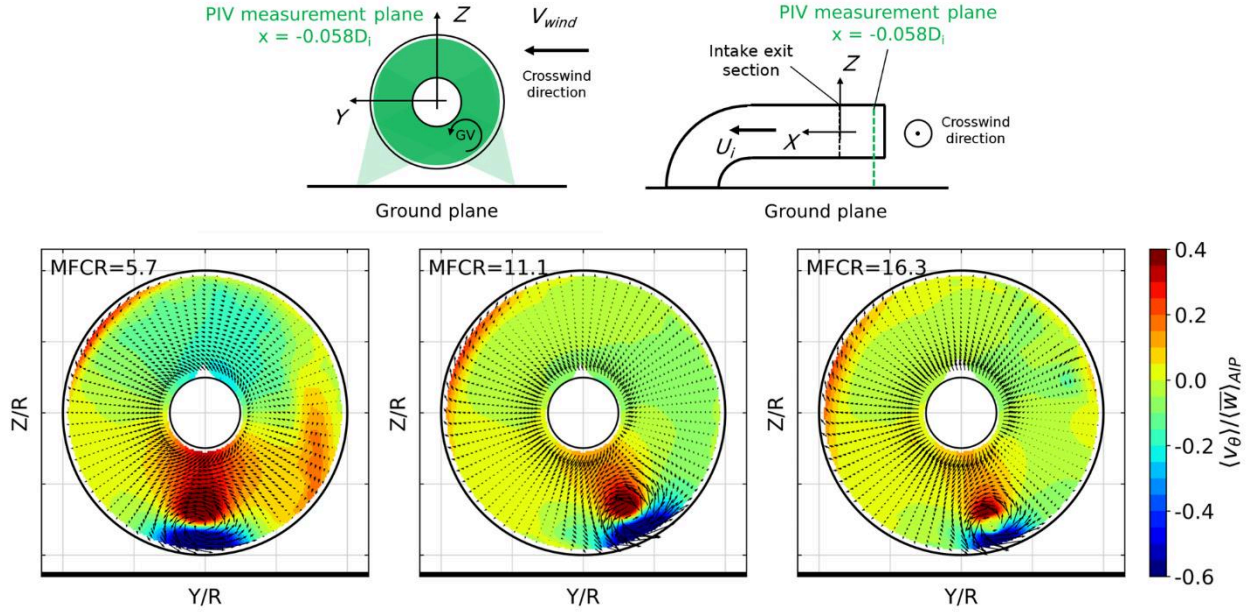 PIV measurement plane
x = -0.058Dᵢ
Z
V_wind
Crosswind
direction
Y
GV
Ground plane
PIV measurement plane
x = -0.058Dᵢ
Intake exit
section
Z
Uᵢ
X
Crosswind
direction
Ground plane
MFCR=5.7
MFCR=11.1
MFCR=16.3
Z/R
Z/R
Z/R
Y/R
Y/R
Y/R
0.4
0.2
0.0
-0.2
-0.4
-0.6
⟨v_θ⟩/⟨w̅⟩_AIP